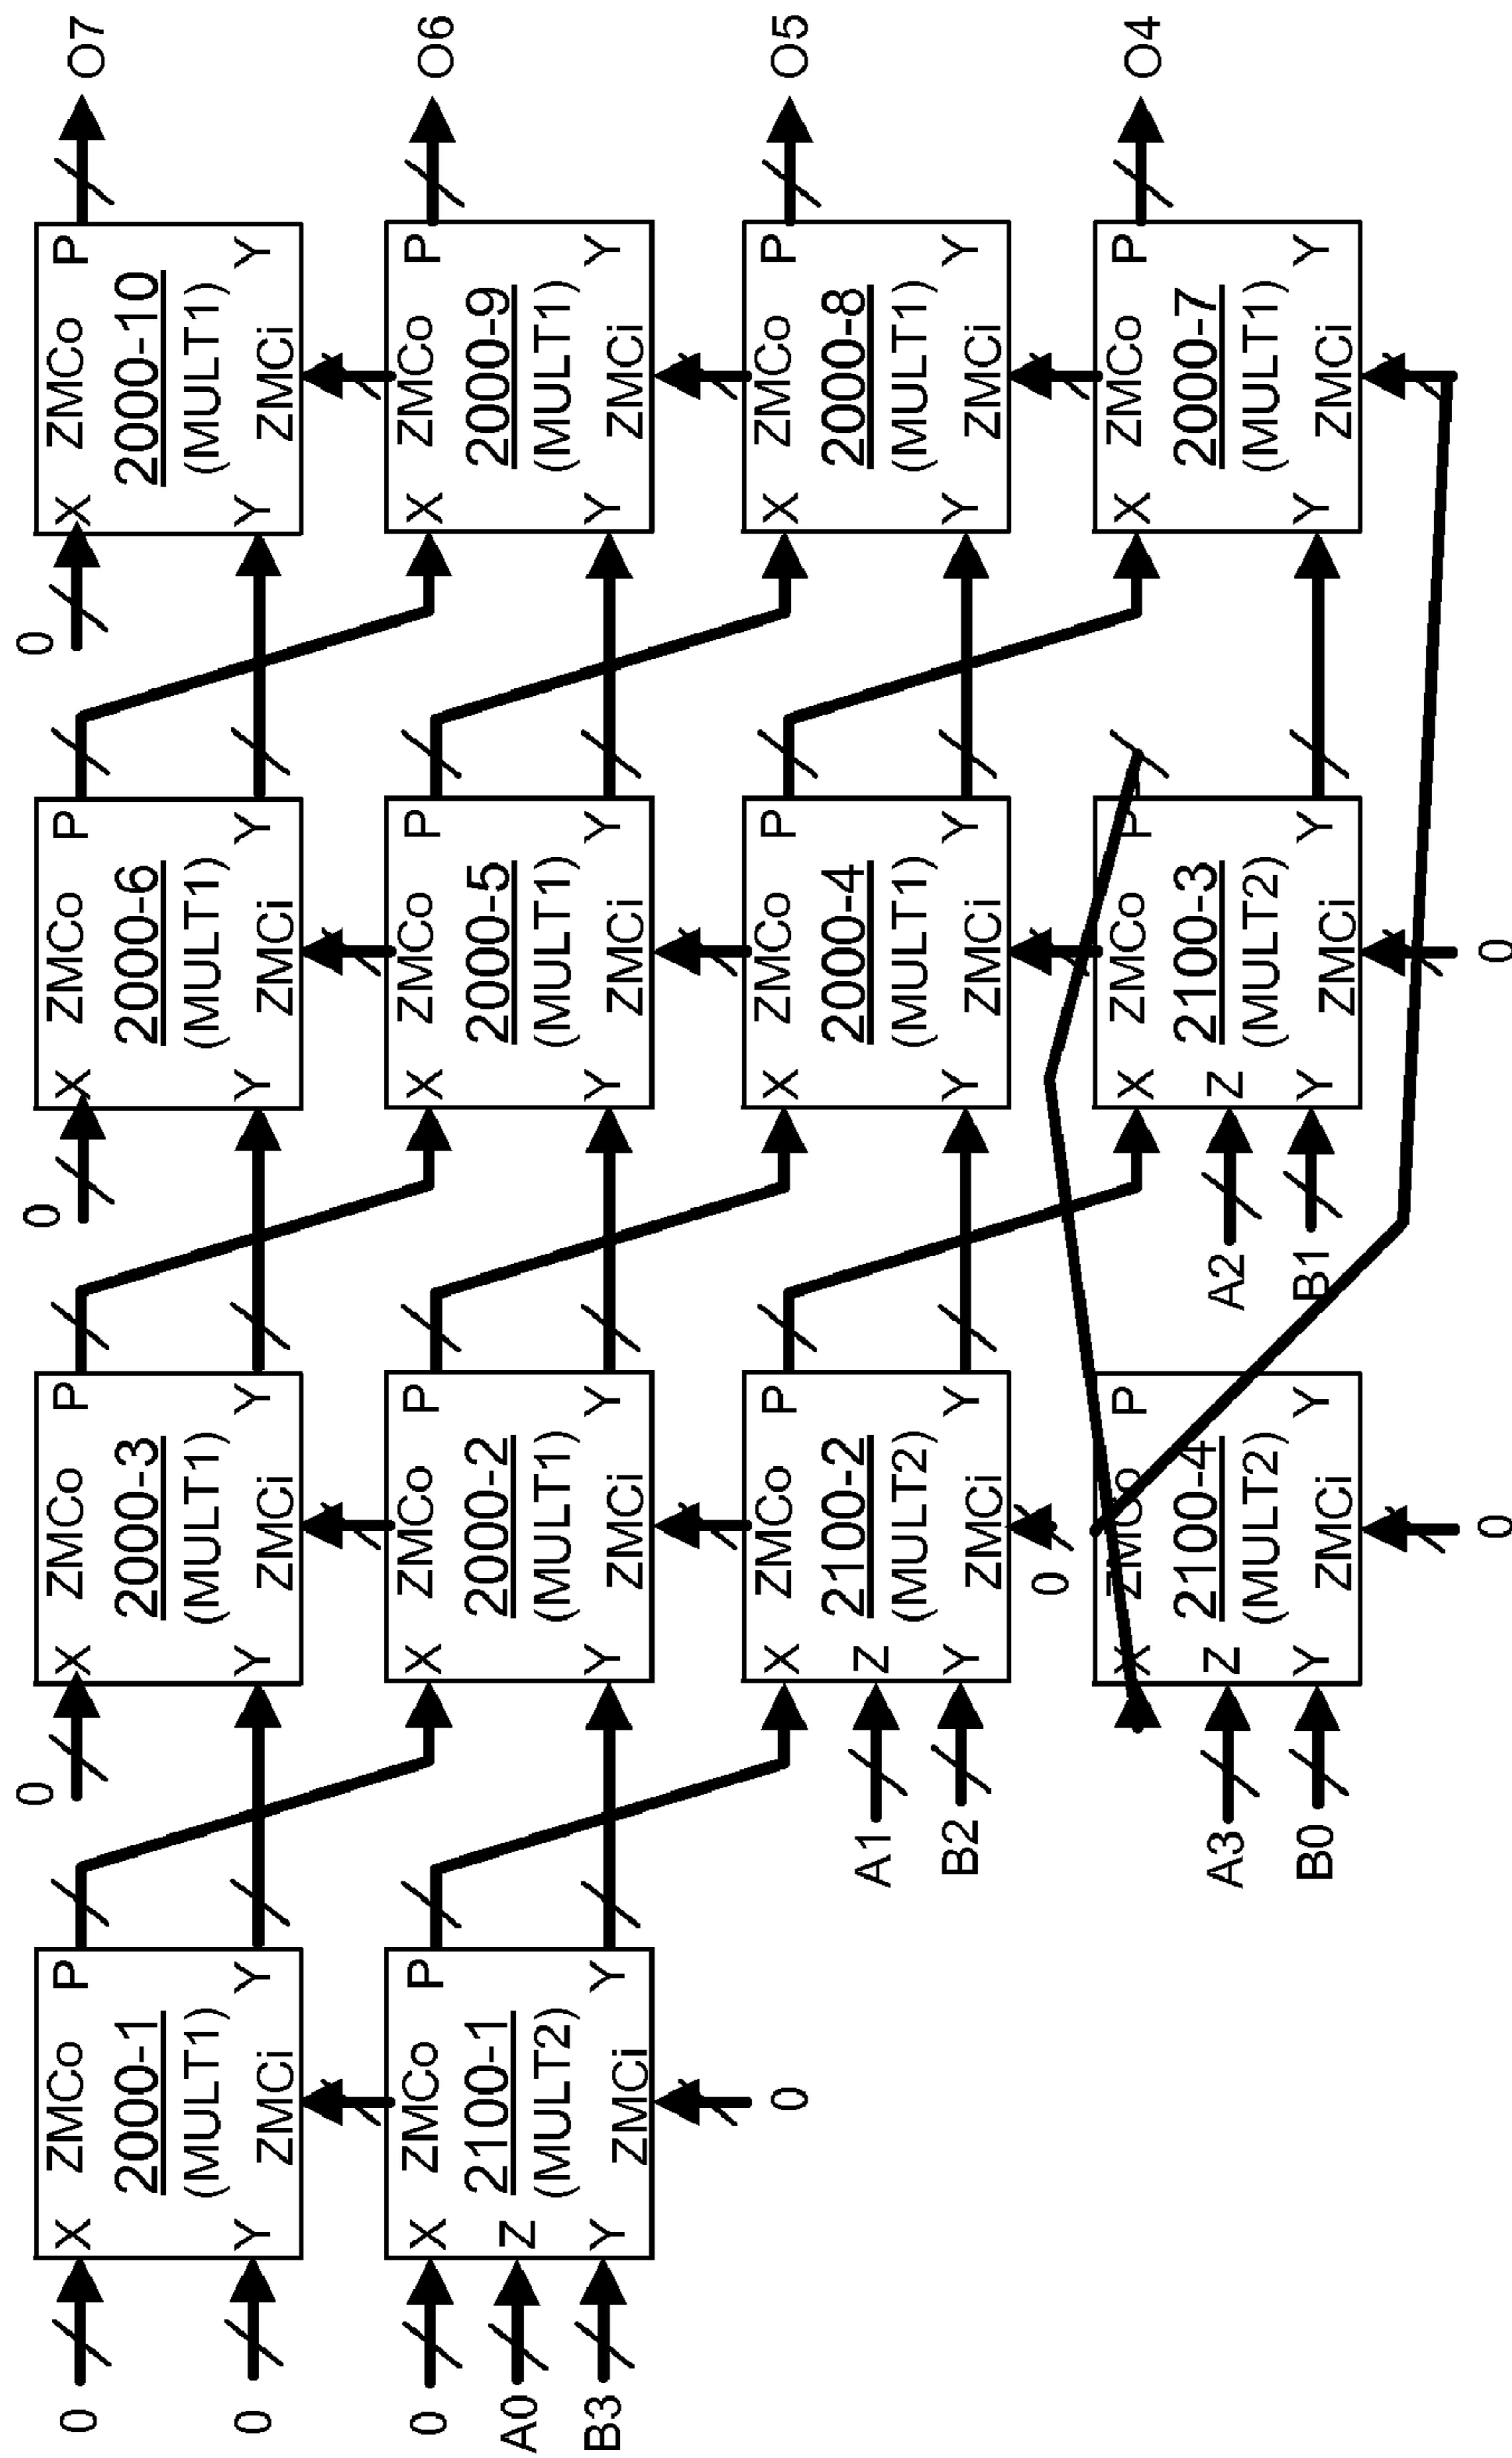 0 0 0
0 X ZMCo P X ZMCo P X ZMCo P X ZMCo P O7
2000-1 2000-3 2000-6 2000-10
(MULT1) (MULT1) (MULT1) (MULT1)
0 Y Y Y Y Y Y Y Y
ZMCi ZMCi ZMCi ZMCi
0 X ZMCo P X ZMCo P X ZMCo P X ZMCo P O6
2100-1 2000-2 2000-5 2000-9
A0 Z
(MULT2) (MULT1) (MULT1) (MULT1)
B3 Y Y Y Y Y Y Y Y
ZMCi ZMCi ZMCi ZMCi
0
X ZMCo P X ZMCo P X ZMCo P O5
2100-2 2000-4 2000-8
A1 Z
(MULT2) (MULT1) (MULT1)
B2 Y Y Y Y Y Y
ZMCi ZMCi ZMCi
0
X ZMCo P X ZMCo P X ZMCo P O4
2100-4 2100-3 2000-7
A3 Z A2 Z
(MULT2) (MULT2) (MULT1)
B0 Y Y B1 Y Y Y Y
ZMCi ZMCi ZMCi
0 0